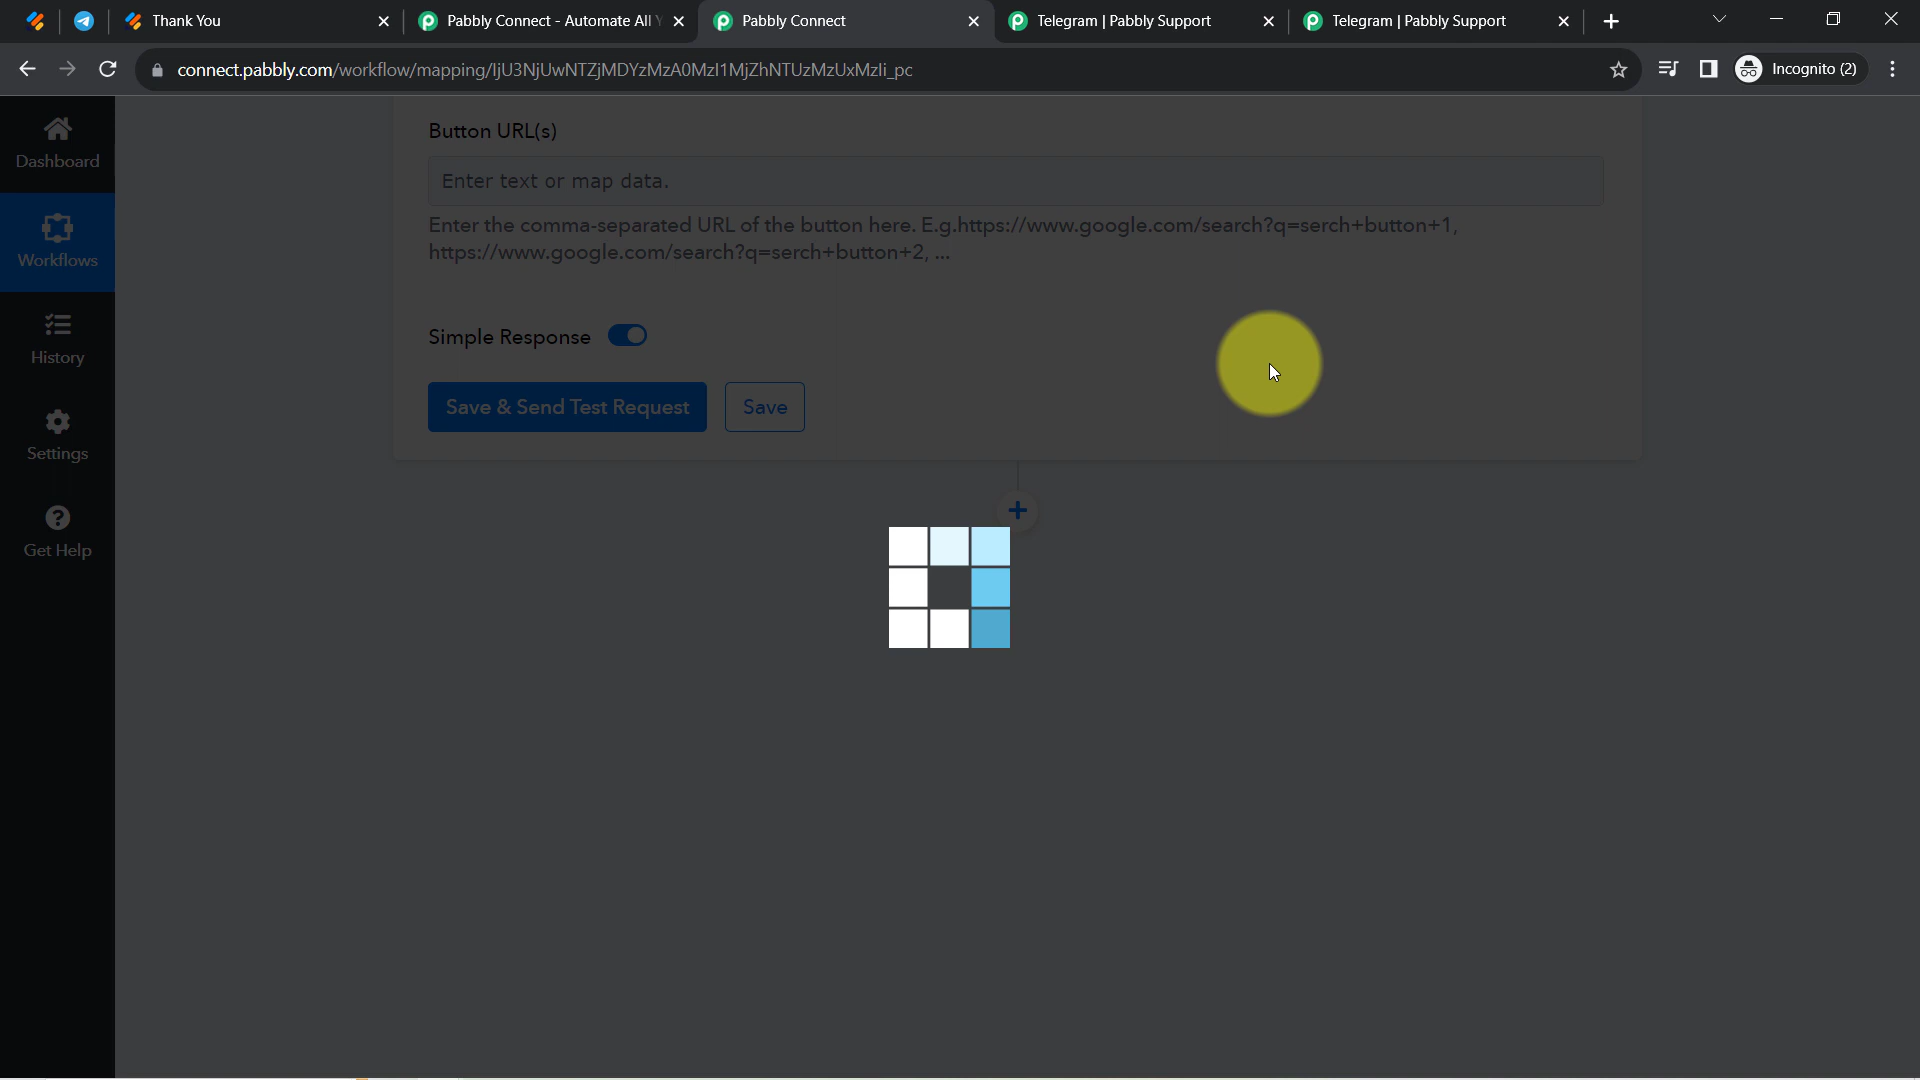 Thank You
Pabbly Connect - Automate All Y
Pabbly Connect
Telegram | Pabbly Support
Telegram | Pabbly Support
connect.pabbly.com/workflow/mapping/IjU3NjUwNTZjMDYzMzA0MzI1MjZhNTUzMzUxMzIi_pc
Incognito (2)
Dashboard
Workflows
History
Settings
Get Help
Button URL(s)
Enter text or map data.
Enter the comma-separated URL of the button here. E.g.https://www.google.com/search?q=serch+button+1,
https://www.google.com/search?q=serch+button+2, ...
Simple Response
Save & Send Test Request
Save